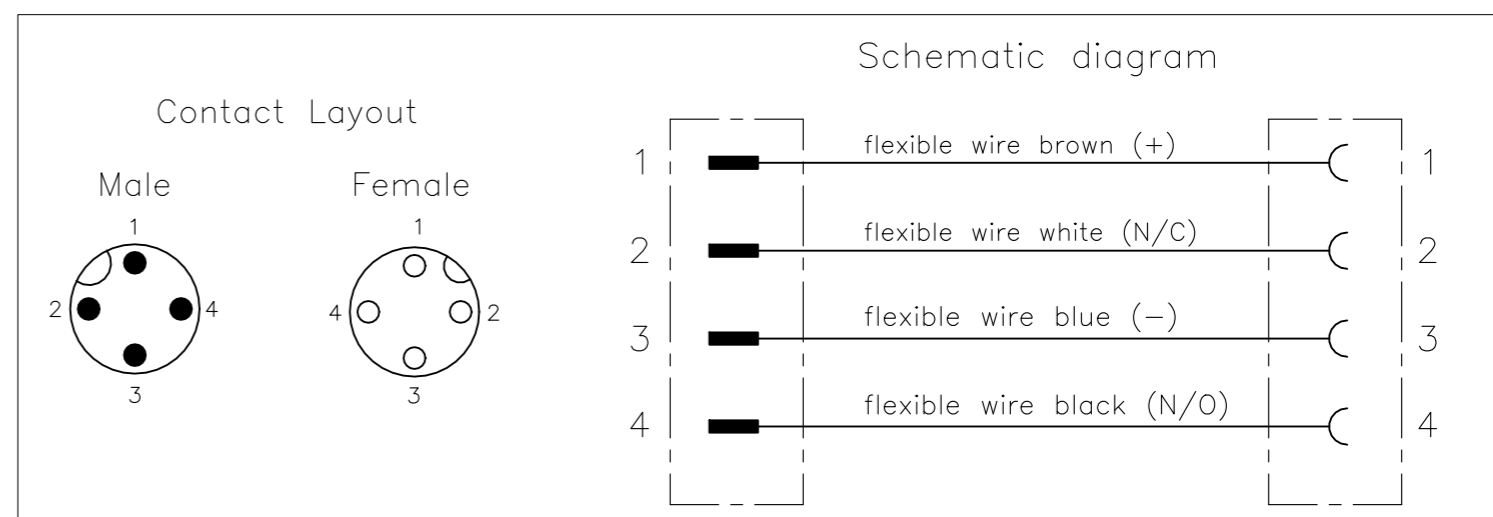 Schematic diagram
Contact Layout
Male Female
1 1
2 4 4 2
3 3
1 flexible wire brown (+) 1
2 flexible wire white (N/C) 2
3 flexible wire blue (−) 3
4 flexible wire black (N/O) 4